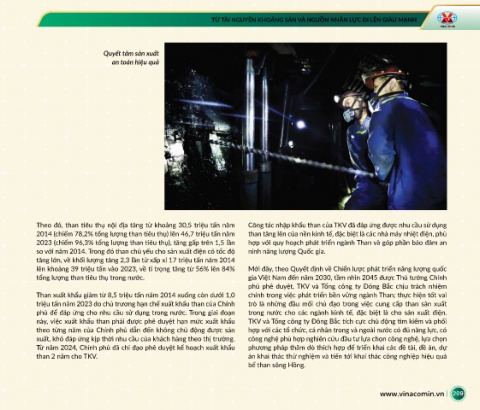 TỪ TÀI NGUYÊN KHOÁNG SẢN VÀ NGUỒN NHÂN LỰC ĐI LÊN GIÀU MẠNH
Quyết tâm sản xuất
an toàn hiệu quả
Theo đó, than tiêu thụ nội địa tăng từ khoảng 30,5 triệu tấn năm
2014 (chiếm 78,2% tổng lượng than tiêu thụ) lên 46,7 triệu tấn năm
2023 (chiếm 96,3% tổng lượng than tiêu thụ), tăng gấp trên 1,5 lần
so với năm 2014. Trong đó than chủ yếu cho sản xuất điện có tốc độ
tăng lớn, về khối lượng tăng 2,3 lần từ xấp xỉ 17 triệu tấn năm 2014
lên khoảng 39 triệu tấn vào 2023, về tỉ trọng tăng từ 56% lên 84%
tổng lượng than tiêu thụ trong nước.
Than xuất khẩu giảm từ 8,5 triệu tấn năm 2014 xuống còn dưới 1,0
triệu tấn năm 2023 do chủ trương hạn chế xuất khẩu than của Chính
phủ để đáp ứng cho nhu cầu sử dụng trong nước. Trong giai đoạn
này, việc xuất khẩu than phải được phê duyệt hạn mức xuất khẩu
theo từng năm của Chính phủ dẫn đến không chủ động được sản
xuất, khó đáp ứng kịp thời nhu cầu của khách hàng theo thị trường.
Từ năm 2024, Chính phủ đã chỉ đạo phê duyệt kế hoạch xuất khẩu
than 2 năm cho TKV.
Công tác nhập khẩu than của TKV đã đáp ứng được nhu cầu sử dụng
than tăng lên của nền kinh tế, đặc biệt là các nhà máy nhiệt điện, phù
hợp với quy hoạch phát triển ngành Than và góp phần bảo đảm an
ninh năng lượng Quốc gia.
Mới đây, theo Quyết định về Chiến lược phát triển năng lượng quốc
gia Việt Nam đến năm 2030, tầm nhìn 2045 được Thủ tướng Chính
phủ phê duyệt, TKV và Tổng công ty Đông Bắc chịu trách nhiệm
chính trong việc phát triển bền vững ngành Than; thực hiện tốt vai
trò là những đầu mối chủ đạo trong việc cung cấp than sản xuất
trong nước cho các ngành kinh tế, đặc biệt là cho sản xuất điện.
TKV và Tổng công ty Đông Bắc tích cực chủ động tìm kiếm và phối
hợp với các tổ chức, cá nhân trong và ngoài nước có đủ năng lực, có
công nghệ phù hợp nghiên cứu đầu tư lựa chọn công nghệ, lựa chọn
phương pháp thăm dò thích hợp để triển khai các đề tài, đề án, dự
án khai thác thử nghiệm và tiến tới khai thác công nghiệp hiệu quả
bể than sông Hồng.
www.vinacomin.vn | 209